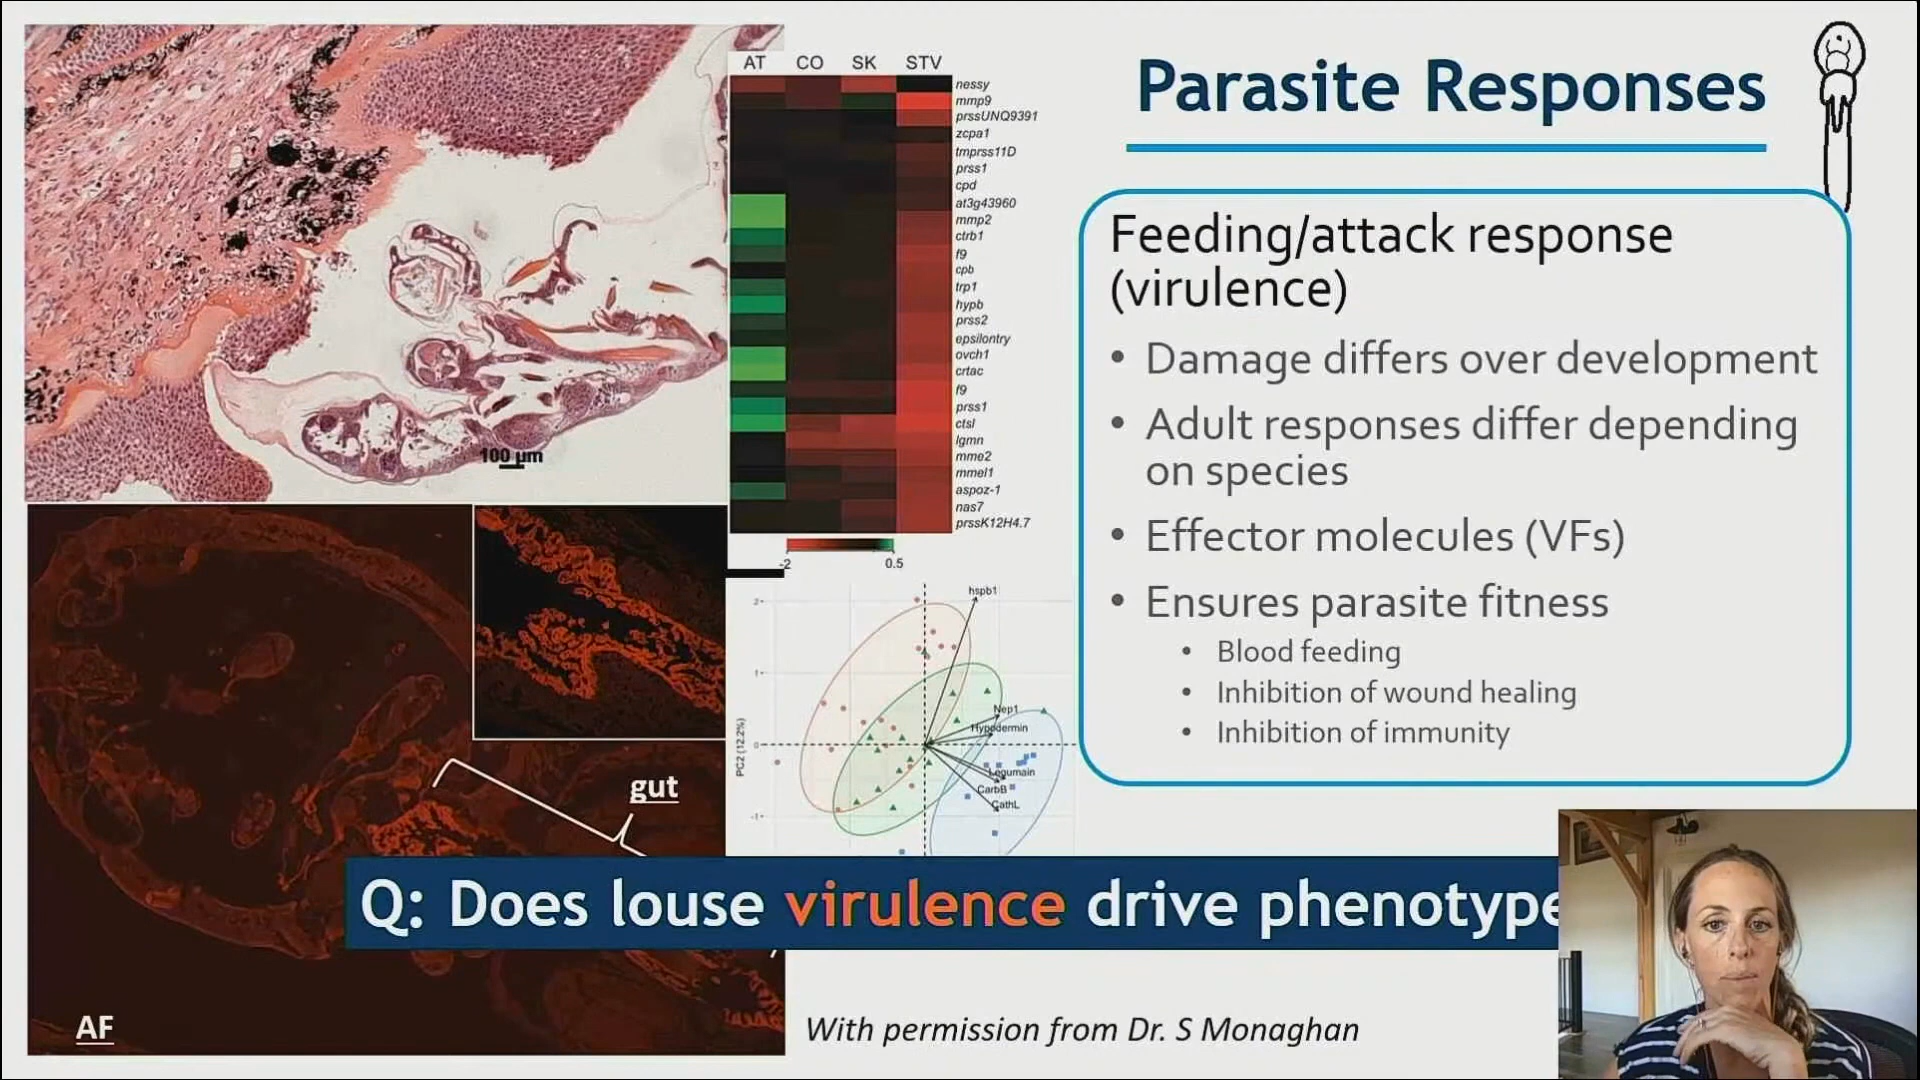 Parasite Responses
AT CO SK STV
nessy
mmp9
prssUNQ9391
zcpa1
tmprss11D
prss1
cpd
at3g43960
mmp2
ctrb1
f9
cpb
trp1
hypb
prss2
epsilontry
ovch1
crtac
f9
prss1
ctsl
lgmn
mme2
mmel1
aspoz-1
nas7
prssK12H4.7
-2 0.5
100 µm
Feeding/attack response
(virulence)
• Damage differs over development
• Adult responses differ depending
on species
• Effector molecules (VFs)
• Ensures parasite fitness
• Blood feeding
• Inhibition of wound healing
• Inhibition of immunity
hspb1
Nep1
Hypodermin
Legumain
CarbB
CathL
PC2 (12.2%)
2
1
0
-1
gut
Q: Does louse virulence drive phenotype
AF
With permission from Dr. S Monaghan